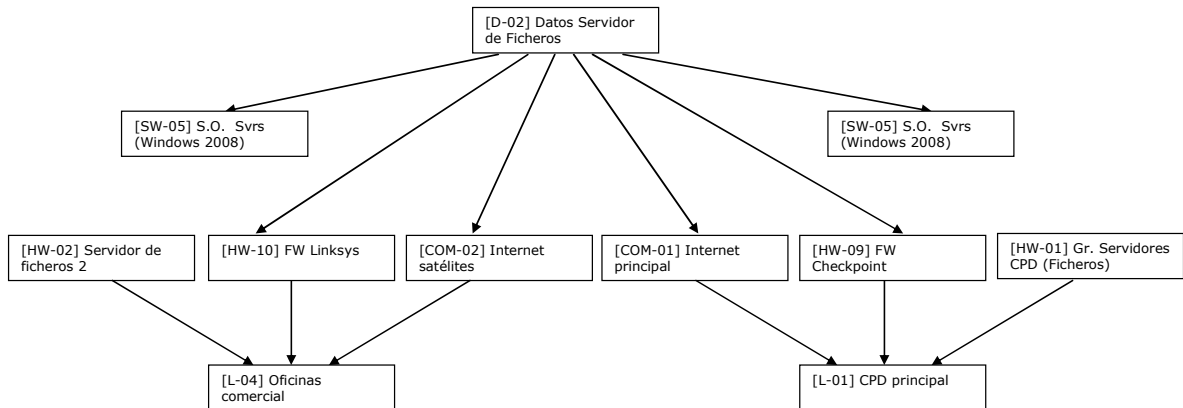 [D-02] Datos Servidor
de Ficheros
[SW-05] S.O. Svrs
(Windows 2008)
[SW-05] S.O. Svrs
(Windows 2008)
[HW-02] Servidor de
ficheros 2
[HW-10] FW Linksys
[COM-02] Internet
satélites
[COM-01] Internet
principal
[HW-09] FW
Checkpoint
[HW-01] Gr. Servidores
CPD (Ficheros)
[L-04] Oficinas
comercial
[L-01] CPD principal